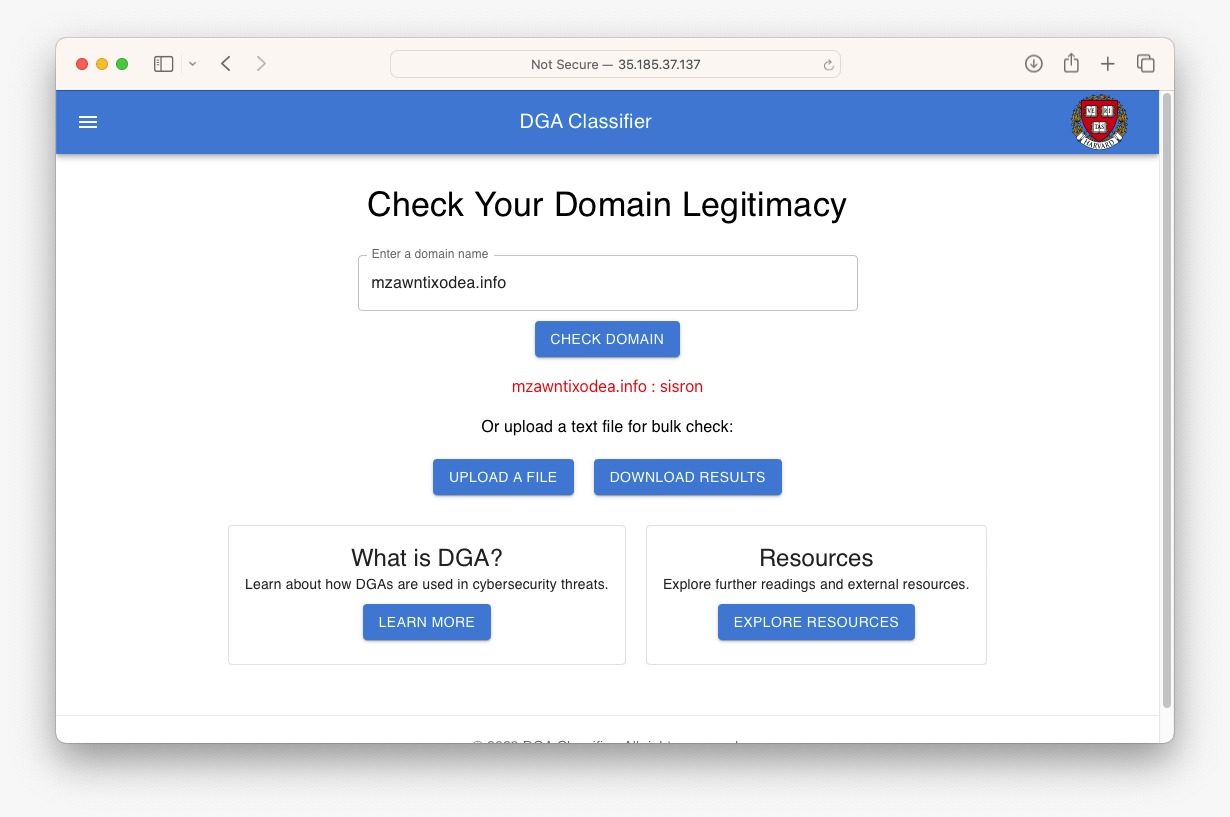 Not Secure — 35.185.37.137
DGA Classifier
VE RI TAS
HARVARD
Check Your Domain Legitimacy
Enter a domain name
mzawntixodea.info
CHECK DOMAIN
mzawntixodea.info : sisron
Or upload a text file for bulk check:
UPLOAD A FILE DOWNLOAD RESULTS
What is DGA?
Learn about how DGAs are used in cybersecurity threats.
LEARN MORE
Resources
Explore further readings and external resources.
EXPLORE RESOURCES
DGA Classifier